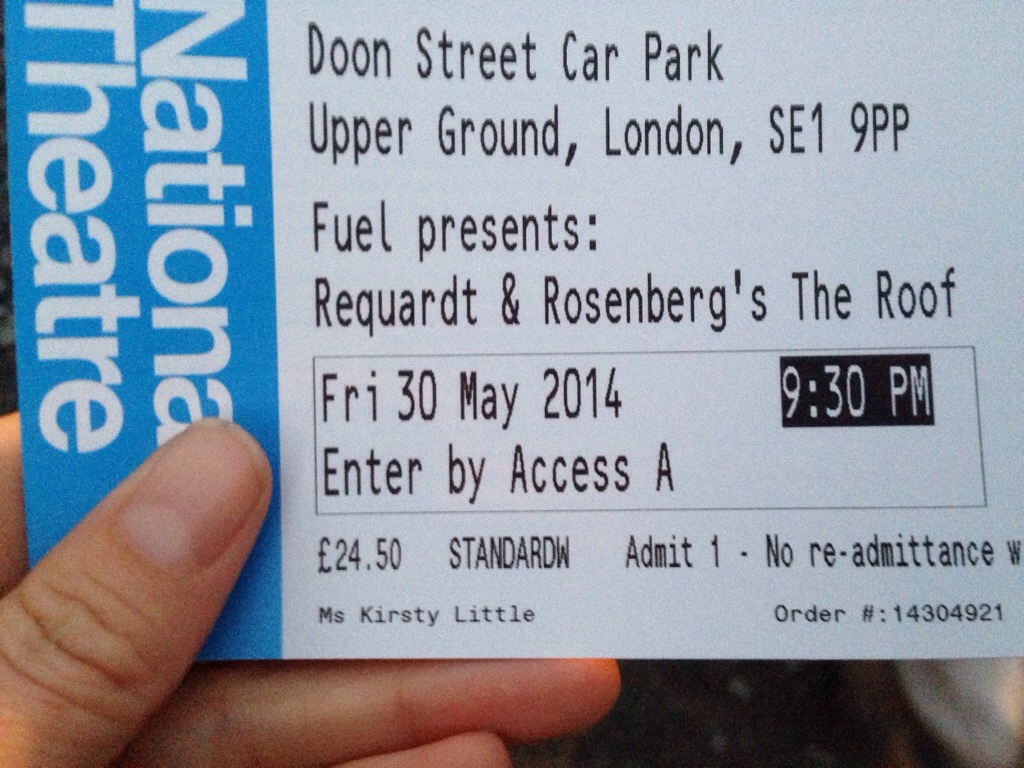 National
Theatre
Doon Street Car Park
Upper Ground, London, SE1 9PP
Fuel presents:
Requardt & Rosenberg's The Roof
Fri 30 May 2014 9:30 PM
Enter by Access A
£24.50 STANDARDW Admit 1 - No re-admittance w
Ms Kirsty Little Order #:14304921